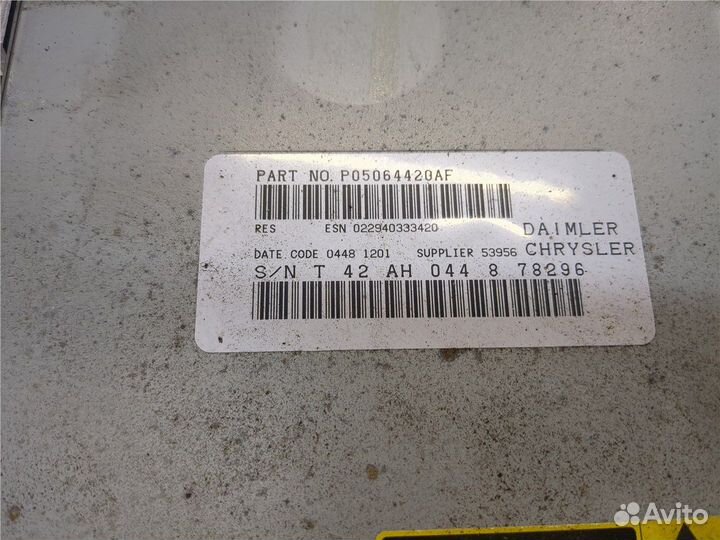 PART NO. P05064420AF
RES ESN 022940333420
DAIMLER
DATE CODE 0448 1201 SUPPLIER 53956 CHRYSLER
S/N T 42 AH 044 8 78296
Avito